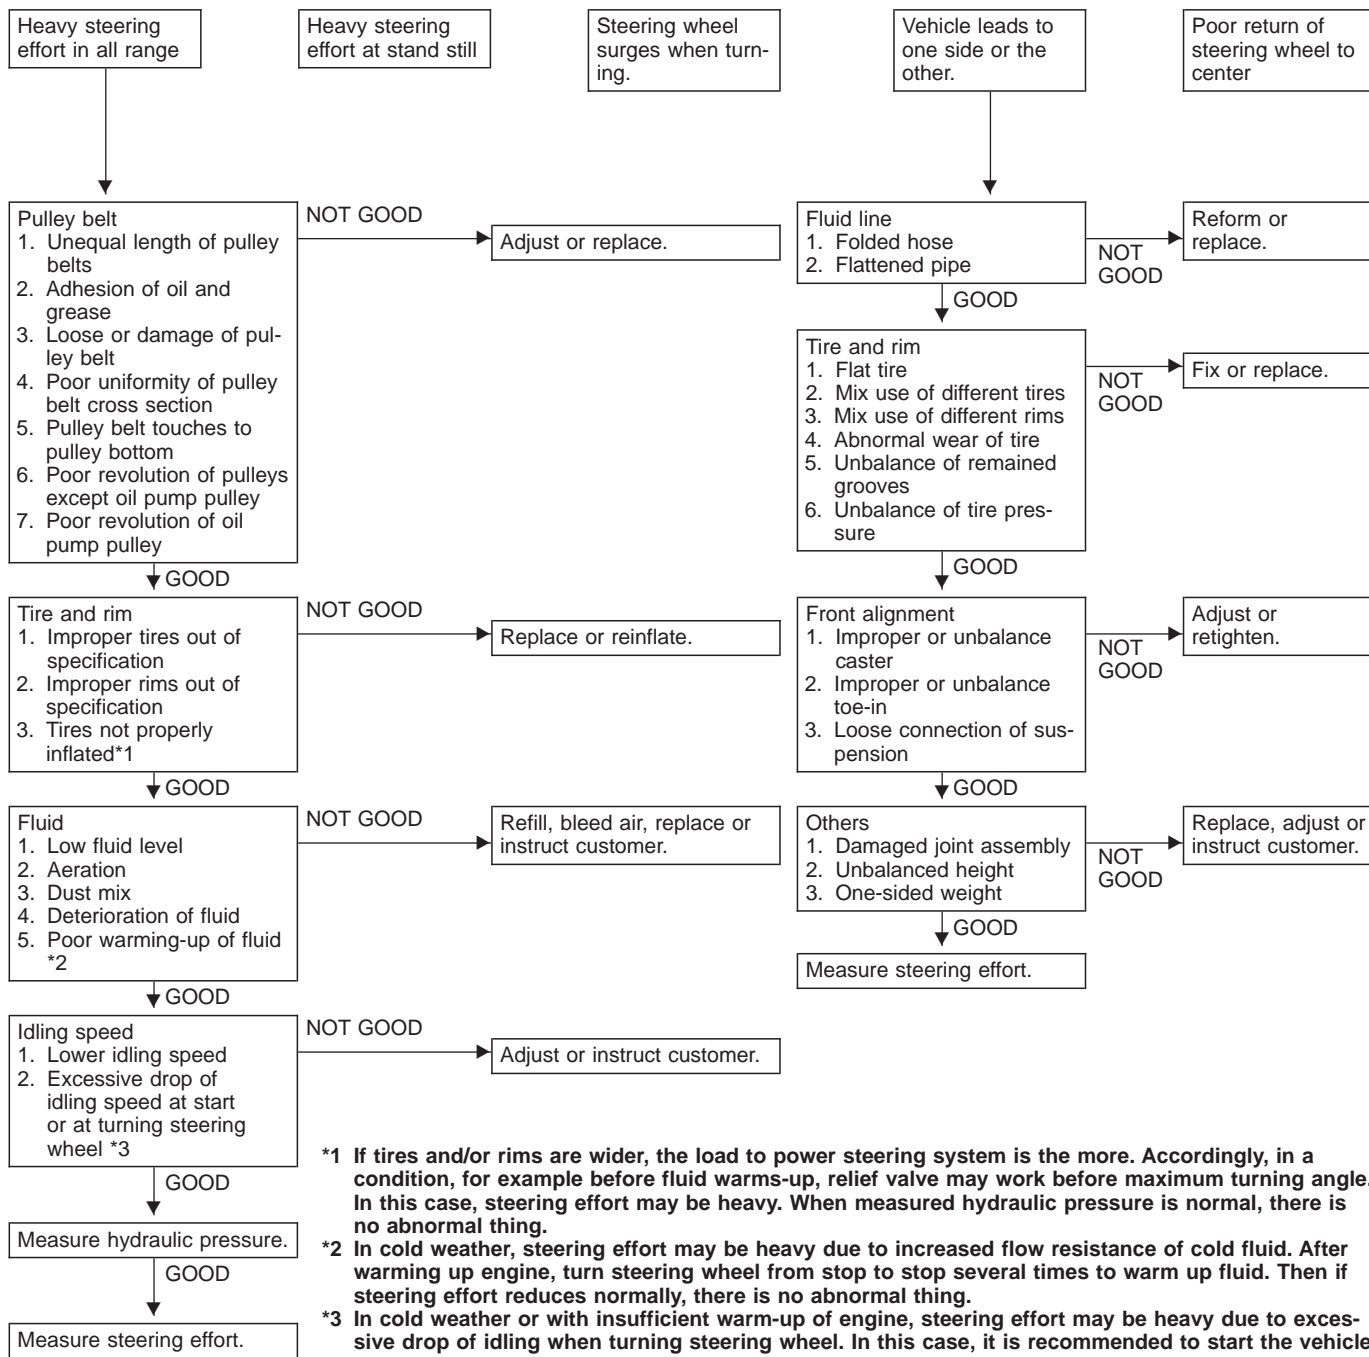 Heavy steering
effort in all range
Heavy steering
effort at stand still
Steering wheel
surges when turn-
ing.
Vehicle leads to
one side or the
other.
Poor return of
steering wheel to
center
Pulley belt
1. Unequal length of pulley
belts
2. Adhesion of oil and
grease
3. Loose or damage of pul-
ley belt
4. Poor uniformity of pulley
belt cross section
5. Pulley belt touches to
pulley bottom
6. Poor revolution of pulleys
except oil pump pulley
7. Poor revolution of oil
pump pulley
NOT GOOD
Adjust or replace.
GOOD
Tire and rim
1. Improper tires out of
specification
2. Improper rims out of
specification
3. Tires not properly
inflated*1
NOT GOOD
Replace or reinflate.
GOOD
Fluid
1. Low fluid level
2. Aeration
3. Dust mix
4. Deterioration of fluid
5. Poor warming-up of fluid
*2
NOT GOOD
Refill, bleed air, replace or
instruct customer.
GOOD
Idling speed
1. Lower idling speed
2. Excessive drop of
idling speed at start
or at turning steering
wheel *3
NOT GOOD
Adjust or instruct customer.
GOOD
Measure hydraulic pressure.
GOOD
Measure steering effort.
Fluid line
1. Folded hose
2. Flattened pipe
NOT
GOOD
Reform or
replace.
GOOD
Tire and rim
1. Flat tire
2. Mix use of different tires
3. Mix use of different rims
4. Abnormal wear of tire
5. Unbalance of remained
grooves
6. Unbalance of tire pres-
sure
NOT
GOOD
Fix or replace.
GOOD
Front alignment
1. Improper or unbalance
caster
2. Improper or unbalance
toe-in
3. Loose connection of sus-
pension
NOT
GOOD
Adjust or
retighten.
GOOD
Others
1. Damaged joint assembly
2. Unbalanced height
3. One-sided weight
NOT
GOOD
Replace, adjust or
instruct customer.
GOOD
Measure steering effort.
*1 If tires and/or rims are wider, the load to power steering system is the more. Accordingly, in a
condition, for example before fluid warms-up, relief valve may work before maximum turning angle.
In this case, steering effort may be heavy. When measured hydraulic pressure is normal, there is
no abnormal thing.
*2 In cold weather, steering effort may be heavy due to increased flow resistance of cold fluid. After
warming up engine, turn steering wheel from stop to stop several times to warm up fluid. Then if
steering effort reduces normally, there is no abnormal thing.
*3 In cold weather or with insufficient warm-up of engine, steering effort may be heavy due to exces-
sive drop of idling when turning steering wheel. In this case, it is recommended to start the vehicle